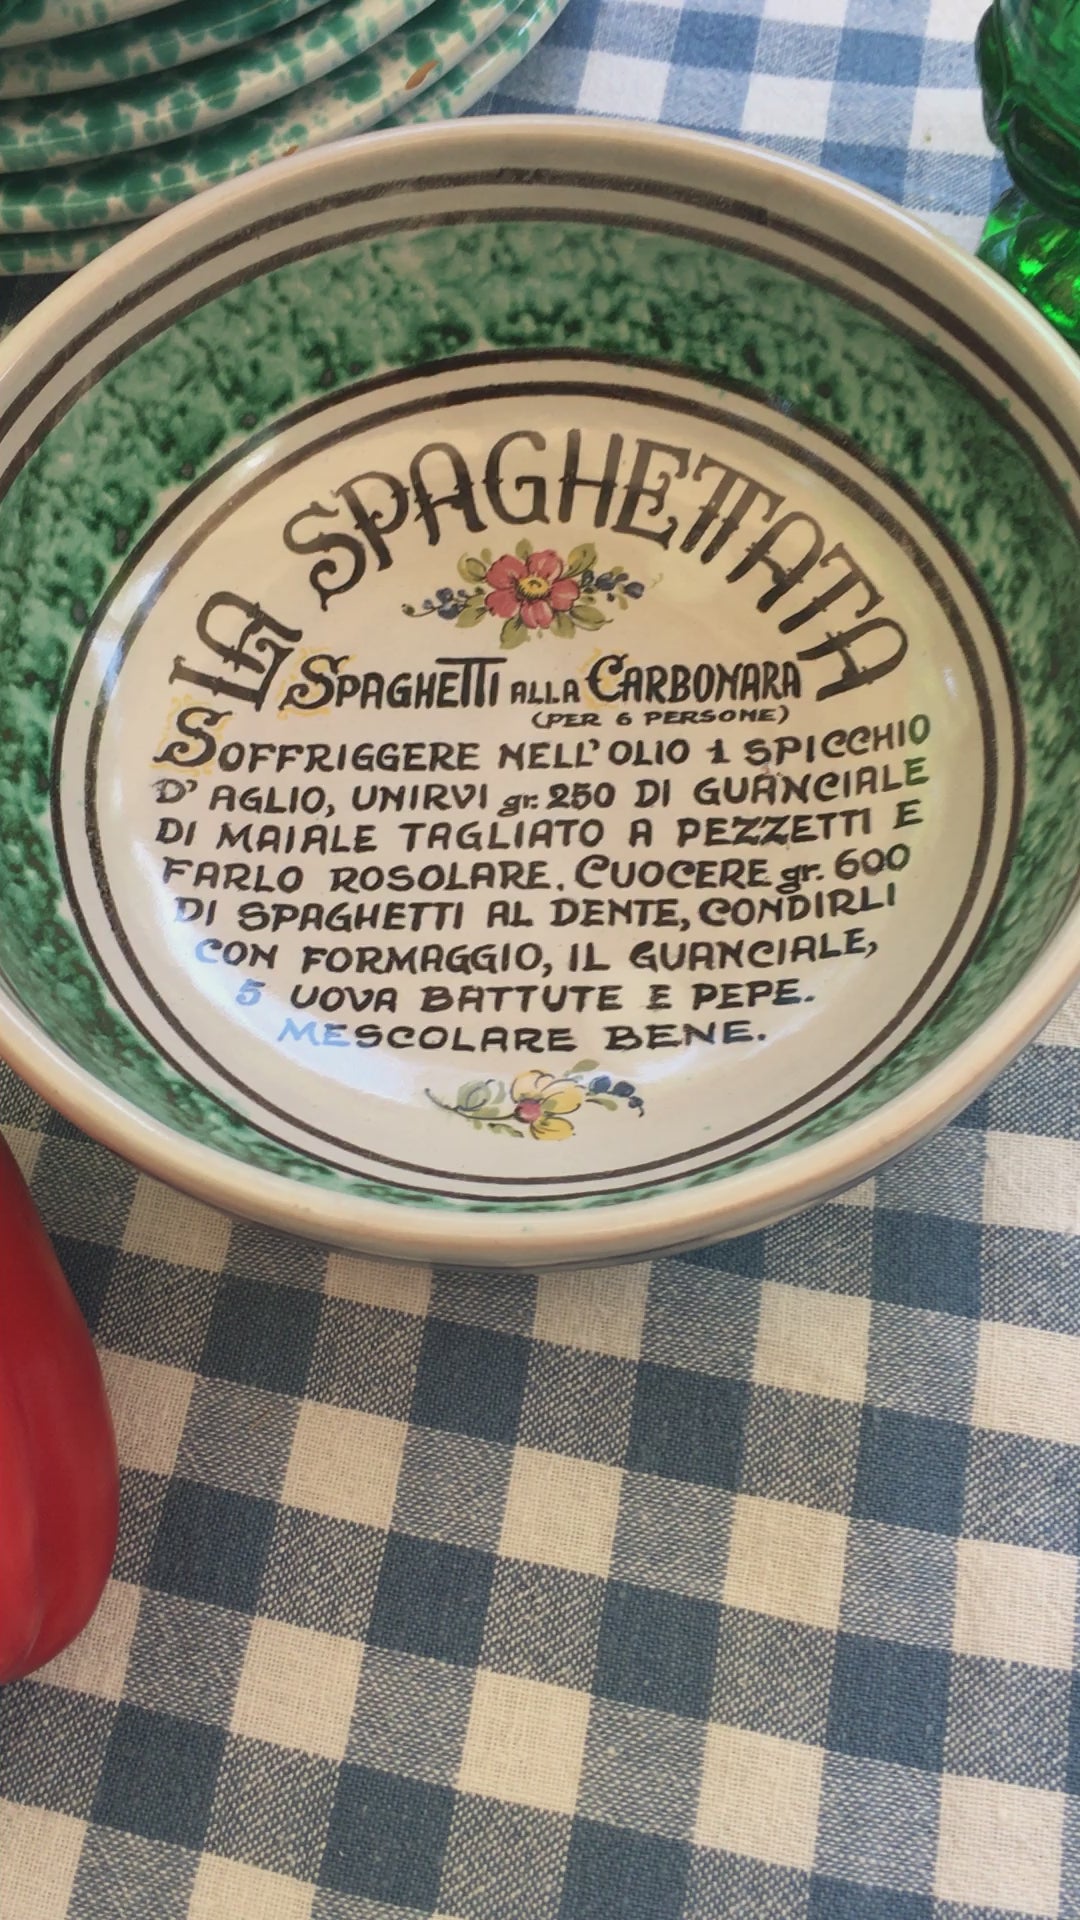 LA SPAGHETTATA
SPAGHETTI ALLA CARBONARA
(PER 6 PERSONE)
SOFFRIGGERE NELL'OLIO 1 SPICCHIO
D'AGLIO, UNIRVI gr. 250 DI GUANCIALE
DI MAIALE TAGLIATO A PEZZETTI E
FARLO ROSOLARE. CUOCERE gr. 600
DI SPAGHETTI AL DENTE, CONDIRLI
CON FORMAGGIO, IL GUANCIALE,
5 UOVA BATTUTE E PEPE.
MESCOLARE BENE.